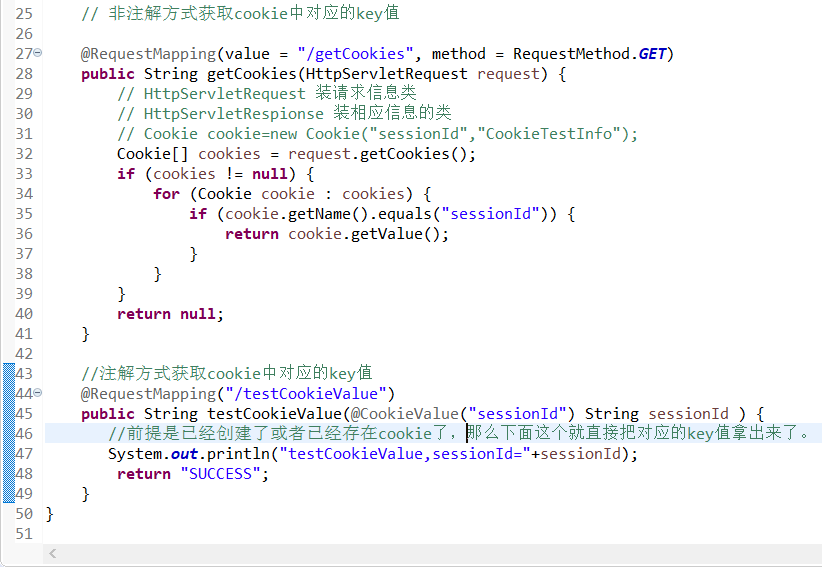 25 // 非注解方式获取cookie中对应的key值
26
27 @RequestMapping(value = "/getCookies", method = RequestMethod.GET)
28 public String getCookies(HttpServletRequest request) {
29 // HttpServletRequest 装请求信息类
30 // HttpServletRespionse 装相应信息的类
31 // Cookie cookie=new Cookie("sessionId","CookieTestInfo");
32 Cookie[] cookies = request.getCookies();
33 if (cookies != null) {
34 for (Cookie cookie : cookies) {
35 if (cookie.getName().equals("sessionId")) {
36 return cookie.getValue();
37 }
38 }
39 }
40 return null;
41 }
42
43 //注解方式获取cookie中对应的key值
44 @RequestMapping("/testCookieValue")
45 public String testCookieValue(@CookieValue("sessionId") String sessionId ) {
46 //前提是已经创建了或者已经存在cookie了，那么下面这个就直接把对应的key值拿出来了。
47 System.out.println("testCookieValue,sessionId="+sessionId);
48 return "SUCCESS";
49 }
50 }
51